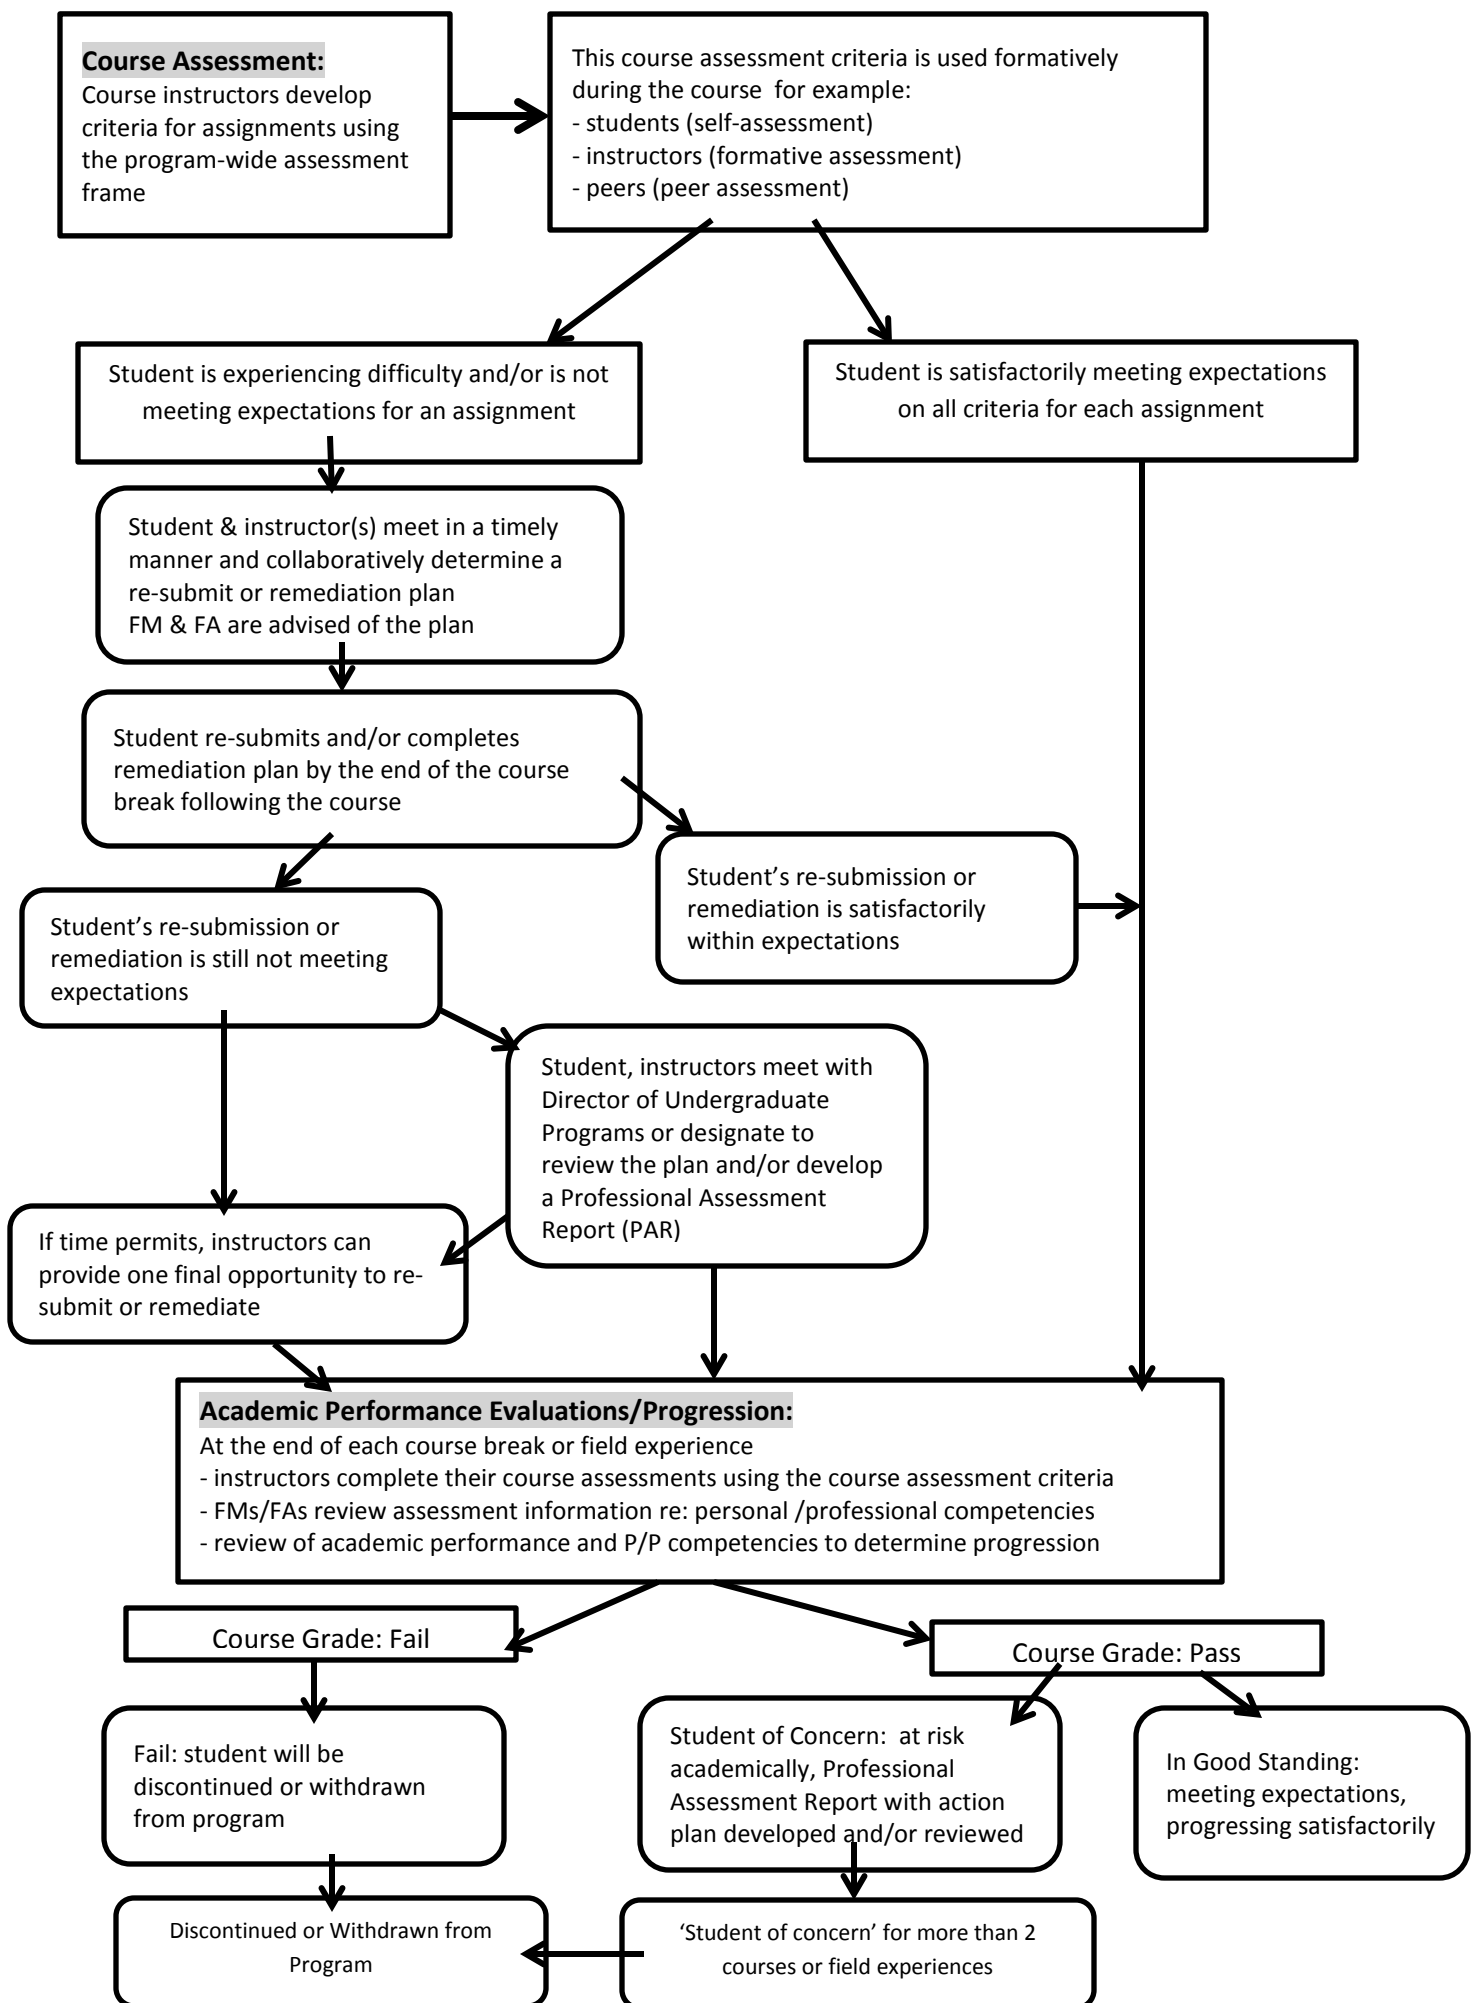 Course Assessment:
Course instructors develop
criteria for assignments using
the program-wide assessment
frame
This course assessment criteria is used formatively
during the course  for example:
- students (self-assessment)
- instructors (formative assessment)
- peers (peer assessment)
Student is experiencing difficulty and/or is not
meeting expectations for an assignment
Student is satisfactorily meeting expectations
on all criteria for each assignment
Student & instructor(s) meet in a timely
manner and collaboratively determine a
re-submit or remediation plan
FM & FA are advised of the plan
Student re-submits and/or completes
remediation plan by the end of the course
break following the course
Student’s re-submission or
remediation is satisfactorily
within expectations
Student’s re-submission or
remediation is still not meeting
expectations
Student, instructors meet with
Director of Undergraduate
Programs or designate to
review the plan and/or develop
a Professional Assessment
Report (PAR)
If time permits, instructors can
provide one final opportunity to re-
submit or remediate
Academic Performance Evaluations/Progression:
At the end of each course break or field experience
- instructors complete their course assessments using the course assessment criteria
- FMs/FAs review assessment information re: personal /professional competencies
- review of academic performance and P/P competencies to determine progression
Course Grade: Fail
Course Grade: Pass
Fail: student will be
discontinued or withdrawn
from program
Student of Concern:  at risk
academically, Professional
Assessment Report with action
plan developed and/or reviewed
In Good Standing:
meeting expectations,
progressing satisfactorily
Discontinued or Withdrawn from
Program
‘Student of concern’ for more than 2
courses or field experiences